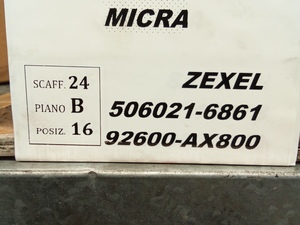 MICRA
SCAFF. 24
PIANO B
POSIZ. 16
ZEXEL
506021-6861
92600-AX800